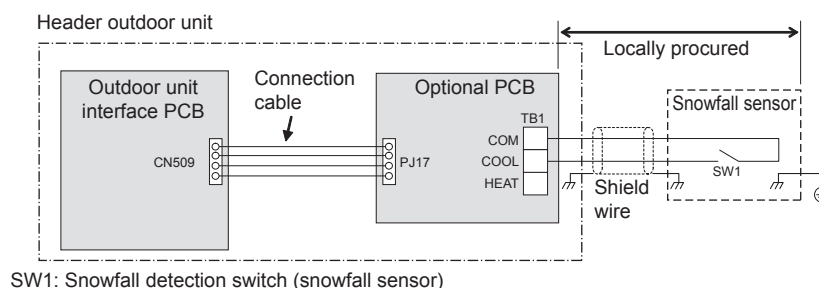 Header outdoor unit
Locally procured
Outdoor unit
interface PCB
Connection
cable
Optional PCB
Snowfall sensor
TB1
COM
CN509
PJ17
COOL
SW1
HEAT
Shield
wire
SW1: Snowfall detection switch (snowfall sensor)